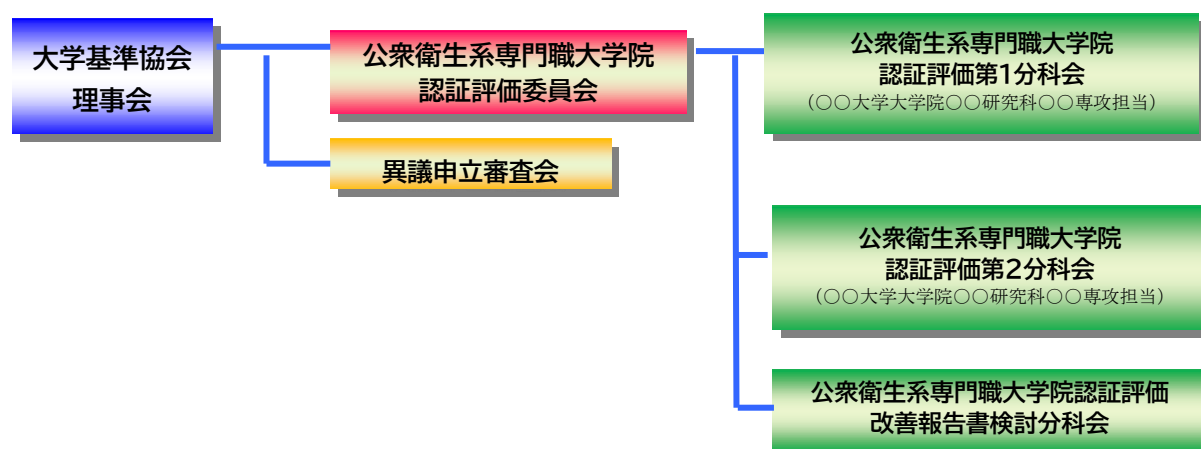 大学基準協会
理事会
公衆衛生系専門職大学院
認証評価委員会
異議申立審査会
公衆衛生系専門職大学院
認証評価第1分科会
(○○大学大学院○○研究科○○専攻担当)
公衆衛生系専門職大学院
認証評価第2分科会
(○○大学大学院○○研究科○○専攻担当)
公衆衛生系専門職大学院認証評価
改善報告書検討分科会